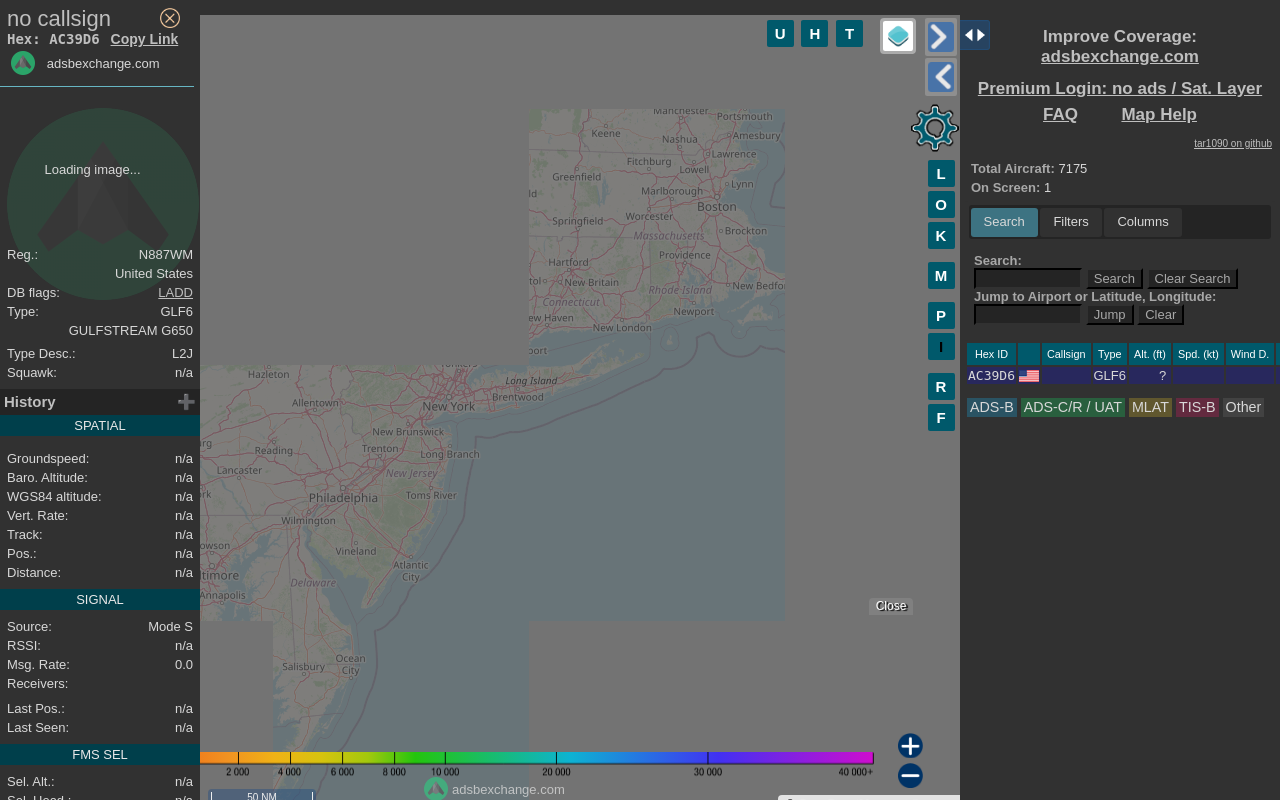 no callsign
Hex: AC39D6 Copy Link
adsbexchange.com
Loading image...
Reg.: N887WM
United States
DB flags: LADD
Type: GLF6
GULFSTREAM G650
Type Desc.: L2J
Squawk: n/a
History
SPATIAL
Groundspeed: n/a
Baro. Altitude: n/a
WGS84 altitude: n/a
Vert. Rate: n/a
Track: n/a
Pos.: n/a
Distance: n/a
SIGNAL
Source: Mode S
RSSI: n/a
Msg. Rate: 0.0
Receivers:
Last Pos.: n/a
Last Seen: n/a
FMS SEL
Sel. Alt.: n/a
Sel. Head.: n/a
U H T
L
O
K
M
P
I
R
F
Manchester
Portsmouth
Keene
Nashua
Amesbury
Lawrence
Fitchburg
Lowell
Greenfield
Lynn
Marlborough
Boston
Worcester
Springfield
Brockton
Massachusetts
Providence
Hartford
New Britain
New Bedfor
Rhode Island
Connecticut
ew Haven
Newport
New London
port
Yonkers
Hazleton
Long Island
Brentwood
Allentown
New York
New Brunswick
Reading
Trenton
Long Branch
Lancaster
New Jersey
Philadelphia
Toms River
Wilmington
owson
Vineland
Atlantic
City
ltimore
Delaware
Annapolis
Ocean
City
Salisbury
Close
2 000 4 000 6 000 8 000 10 000 20 000 30 000 40 000+
adsbexchange.com
50 NM
Improve Coverage:
adsbexchange.com
Premium Login: no ads / Sat. Layer
FAQ Map Help
tar1090 on github
Total Aircraft: 7175
On Screen: 1
Search Filters Columns
Search:
Search Clear Search
Jump to Airport or Latitude, Longitude:
Jump Clear
Hex ID Callsign Type Alt. (ft) Spd. (kt) Wind D.
AC39D6 GLF6 ?
ADS-B ADS-C/R / UAT MLAT TIS-B Other